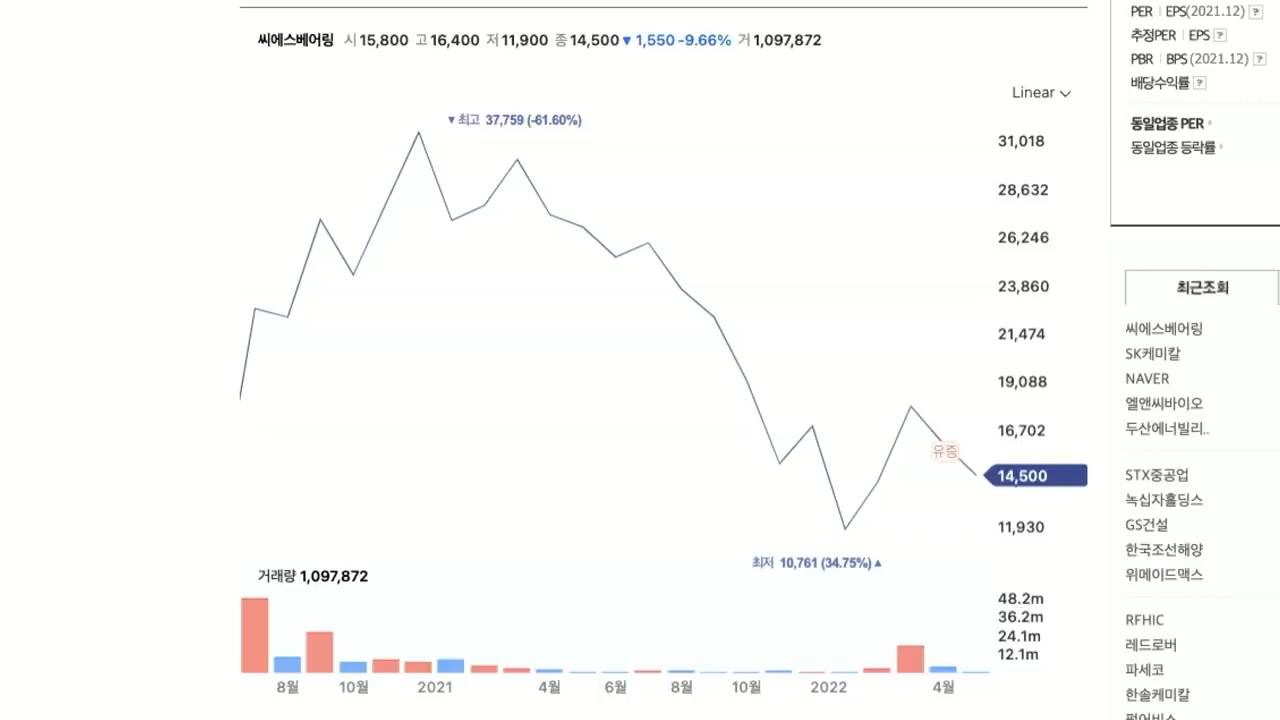 씨에스베어링 시15,800 고16,400 저11,900 종14,500▼1,550 -9.66% 거1,097,872
Linear
▼최고 37,759 (-61.60%)
31,018
28,632
26,246
23,860
21,474
19,088
16,702
유증
14,500
11,930
최저 10,761 (34.75%)▲
거래량 1,097,872
48.2m
36.2m
24.1m
12.1m
8월 10월 2021 4월 6월 8월 10월 2022 4월
PER | EPS(2021.12) ?
추정PER | EPS ?
PBR | BPS (2021.12) ?
배당수익률 ?
동일업종 PER
동일업종 등락률
최근조회
씨에스베어링
SK케미칼
NAVER
엘앤씨바이오
두산에너빌리..
STX중공업
녹십자홀딩스
GS건설
한국조선해양
위메이드맥스
RFHIC
레드로버
파세코
한솔케미칼